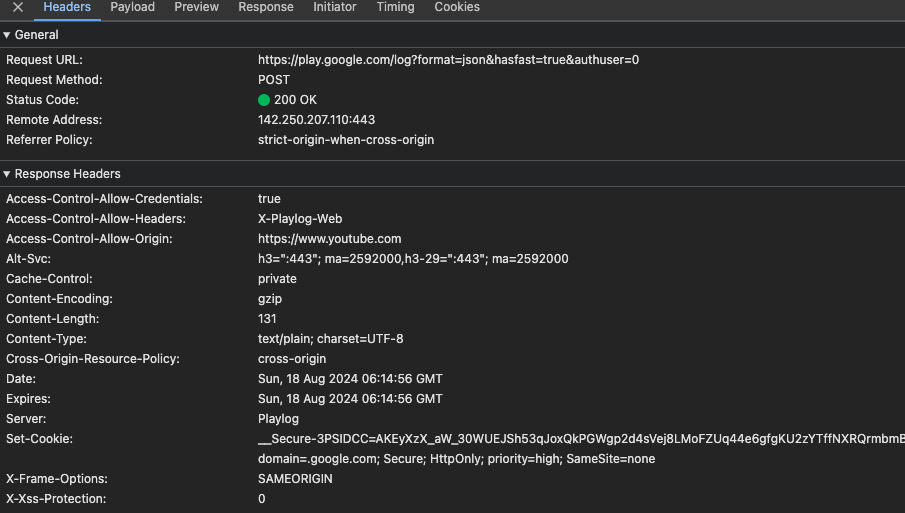 Headers Payload Preview Response Initiator Timing Cookies
General
Request URL: https://play.google.com/log?format=json&hasfast=true&authuser=0
Request Method: POST
Status Code: 200 OK
Remote Address: 142.250.207.110:443
Referrer Policy: strict-origin-when-cross-origin
Response Headers
Access-Control-Allow-Credentials: true
Access-Control-Allow-Headers: X-Playlog-Web
Access-Control-Allow-Origin: https://www.youtube.com
Alt-Svc: h3=":443"; ma=2592000,h3-29=":443"; ma=2592000
Cache-Control: private
Content-Encoding: gzip
Content-Length: 131
Content-Type: text/plain; charset=UTF-8
Cross-Origin-Resource-Policy: cross-origin
Date: Sun, 18 Aug 2024 06:14:56 GMT
Expires: Sun, 18 Aug 2024 06:14:56 GMT
Server: Playlog
Set-Cookie: __Secure-3PSIDCC=AKEyXzX_aW_30WUEJSh53qJoxQkPGWgp2d4sVej8LMoFZUq44e6gfgKU2zYTffNXRQrmbmB
domain=.google.com; Secure; HttpOnly; priority=high; SameSite=none
X-Frame-Options: SAMEORIGIN
X-Xss-Protection: 0